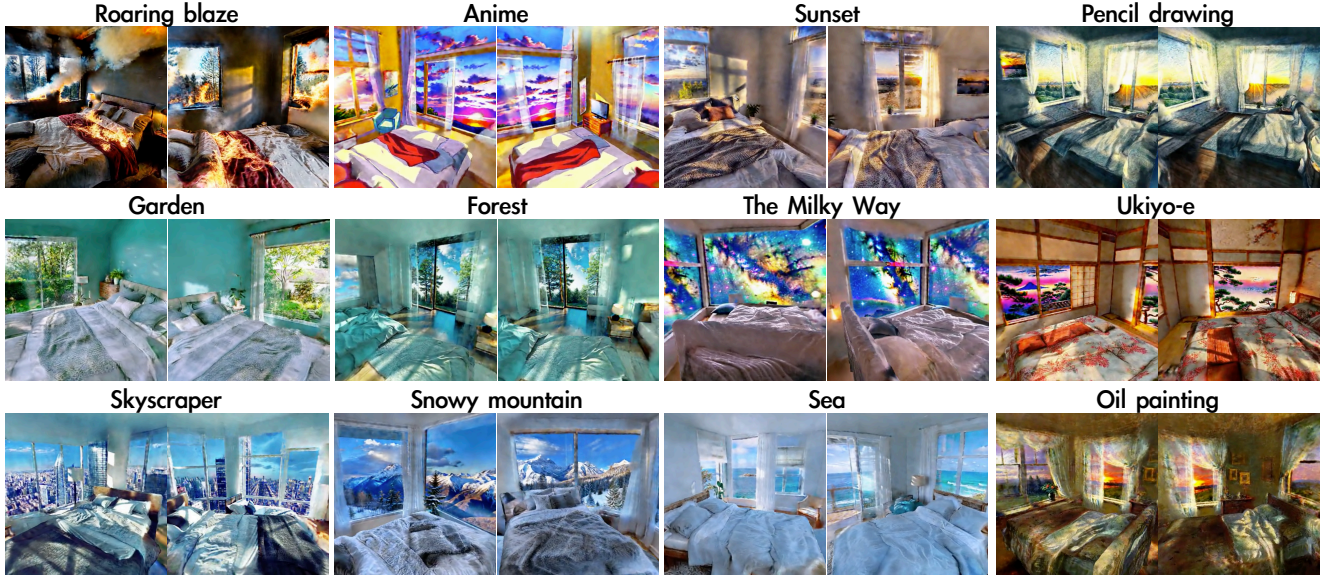 Roaring blaze
Anime
Sunset
Pencil drawing
Garden
Forest
The Milky Way
Ukiyo-e
Skyscraper
Snowy mountain
Sea
Oil painting